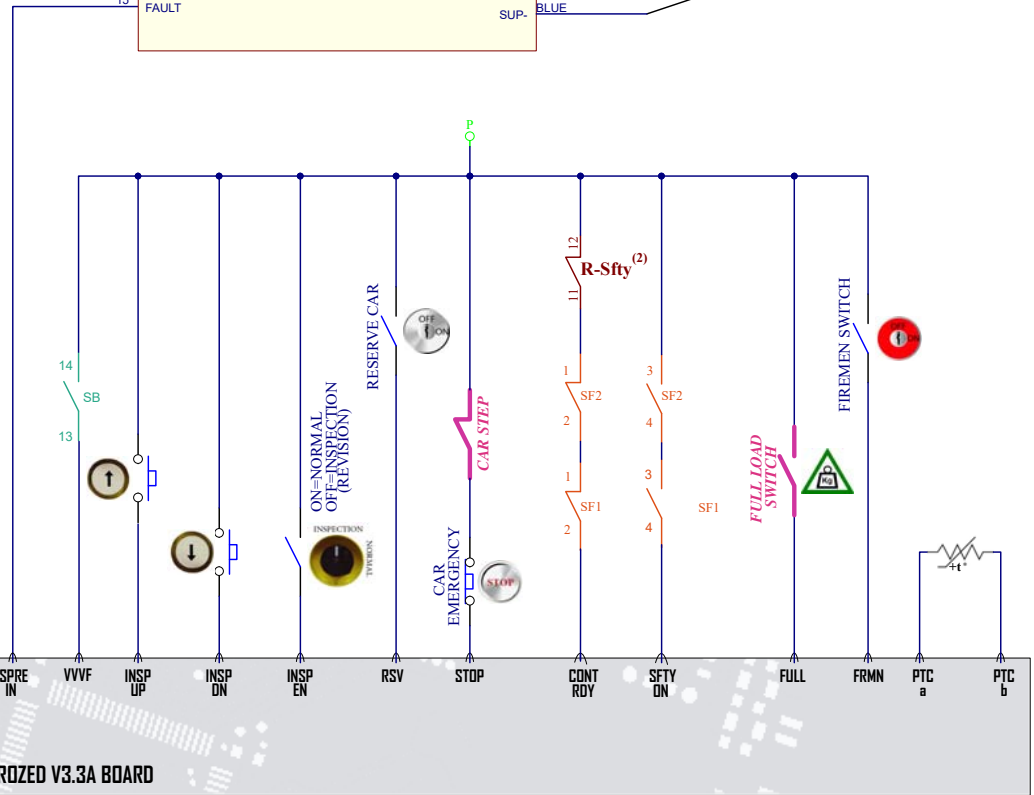 15
FAULT
SUP-
BLUE
P
12
R-Sfty(2)
11
RESERVE CAR
OFF
ON
FIREMEN SWITCH
OFF
ON
14
SB
13
1
SF2
2
3
SF2
4
ON=NORMAL
OFF=INSPECTION
(REVISION)
CAR STEP
FULL LOAD
SWITCH
Kg
1
SF1
2
3
SF1
4
INSPECTION
NORMAL
CAR
EMERGENCY
STOP
+t°
SPRE
IN
VVVF
INSP
UP
INSP
DN
INSP
EN
RSV
STOP
CONT
RDY
SFTY
ON
FULL
FRMN
PTC
a
PTC
b
ROZED V3.3A BOARD